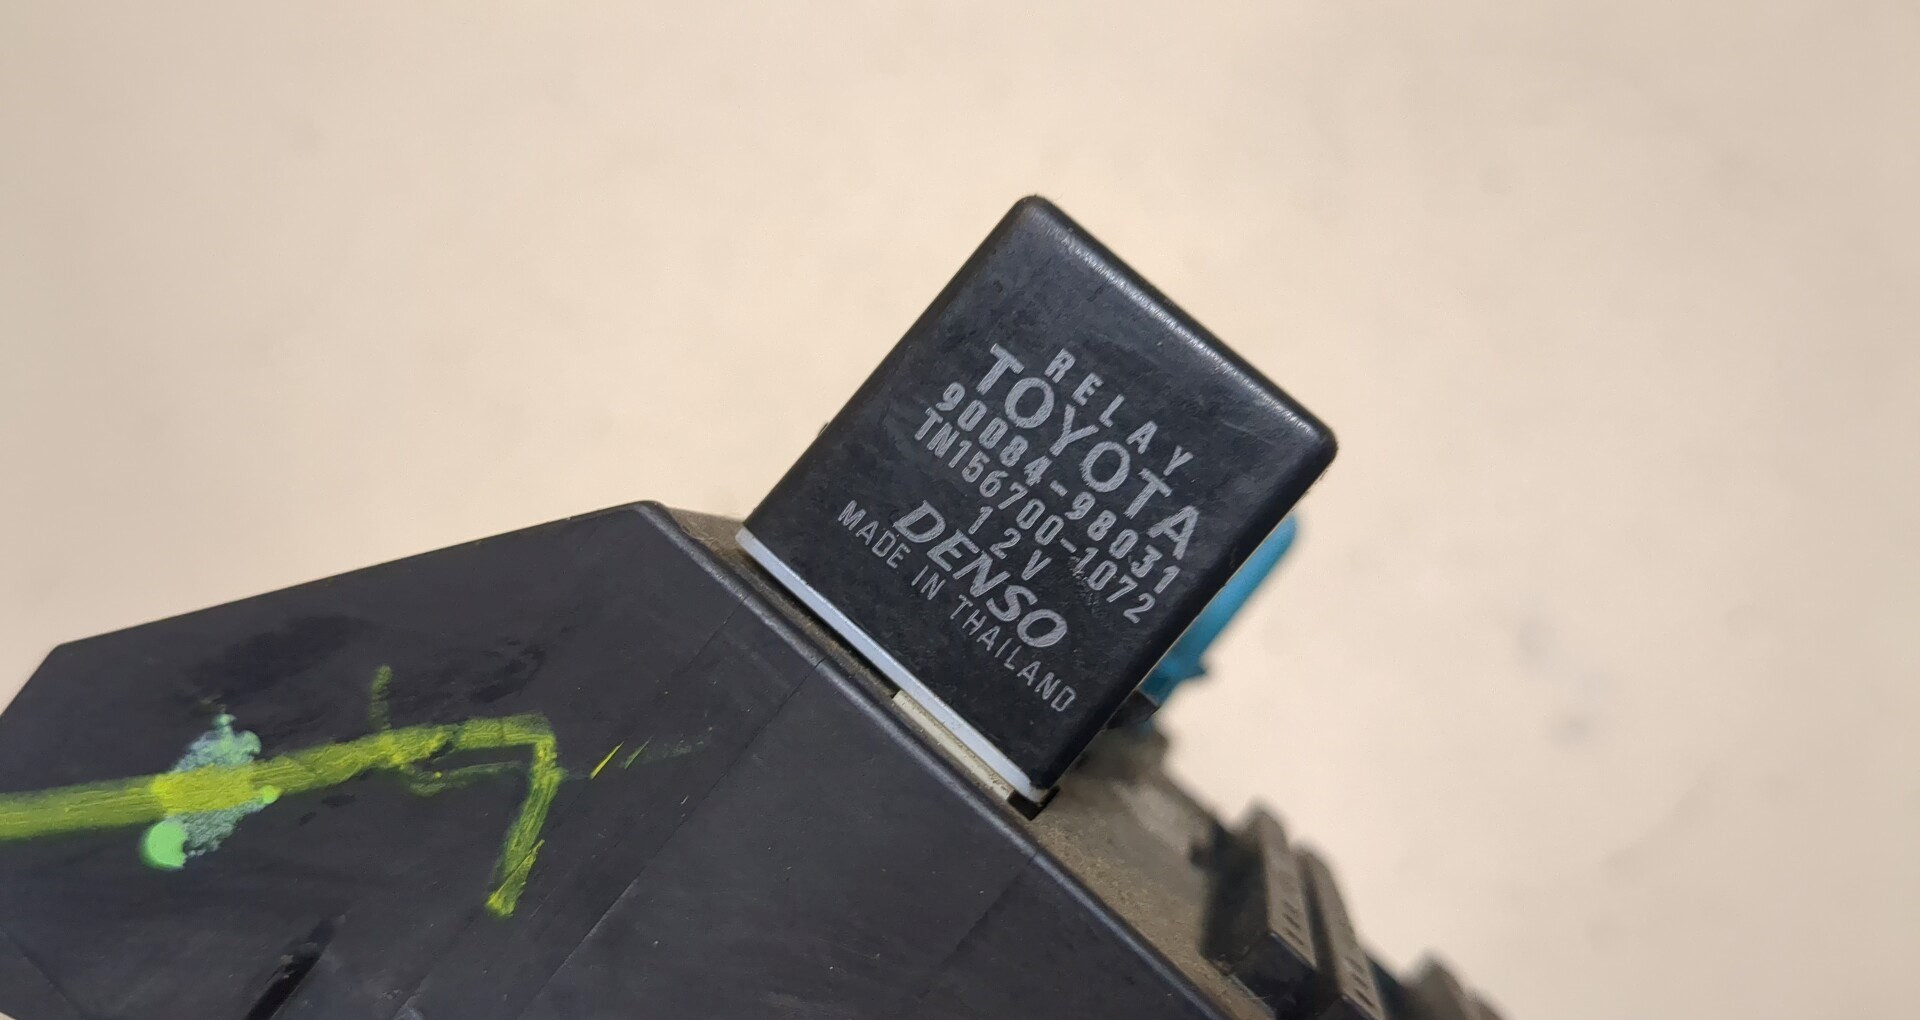 RELAY
TOYOTA
90084-98031
TN156700-1072
12V
DENSO
MADE IN THAILAND